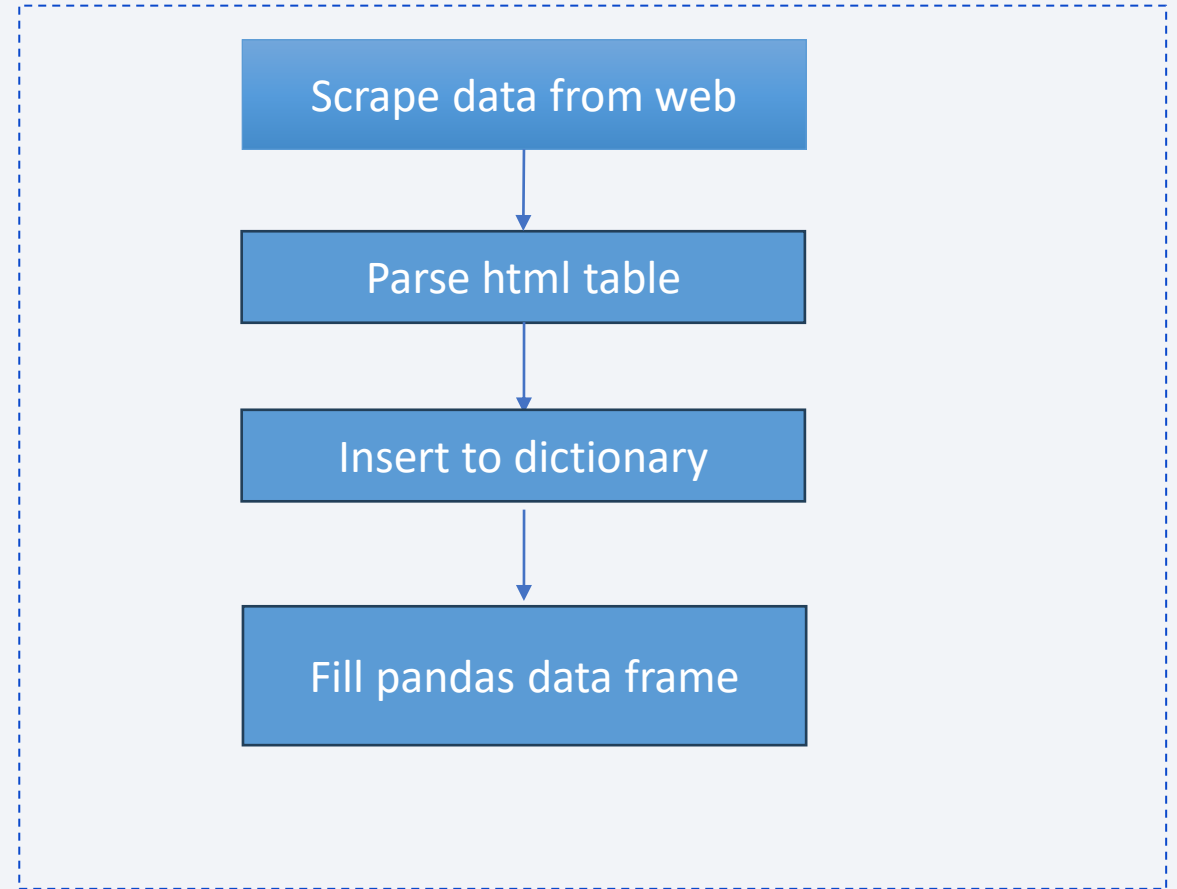 Scrape data from web
Parse html table
Insert to dictionary
Fill pandas data frame